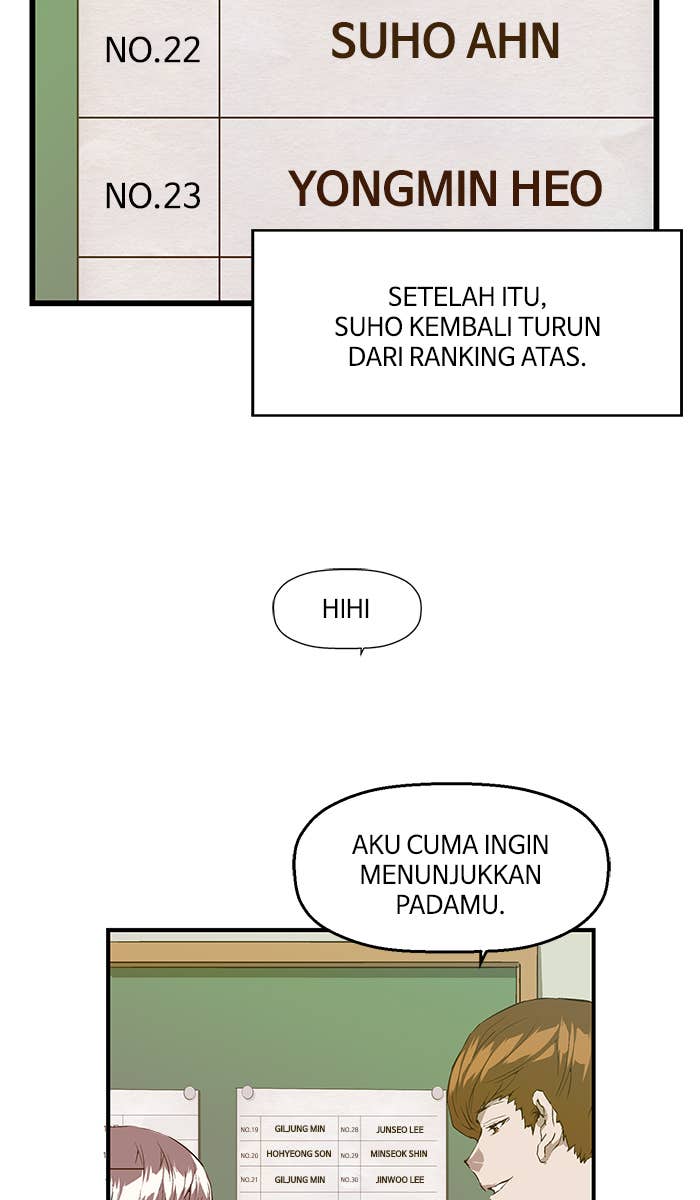 NO.22 SUHO AHN
NO.23 YONGMIN HEO
SETELAH ITU,
SUHO KEMBALI TURUN
DARI RANKING ATAS.
HIHI
AKU CUMA INGIN
MENUNJUKKAN
PADAMU.
NO.19 GILJUNG MIN NO.28 JUNSEO LEE
NO.20 HOHYEONG SON NO.29 MINSEOK SHIN
NO.21 GILJUNG MIN NO.30 JINWOO LEE